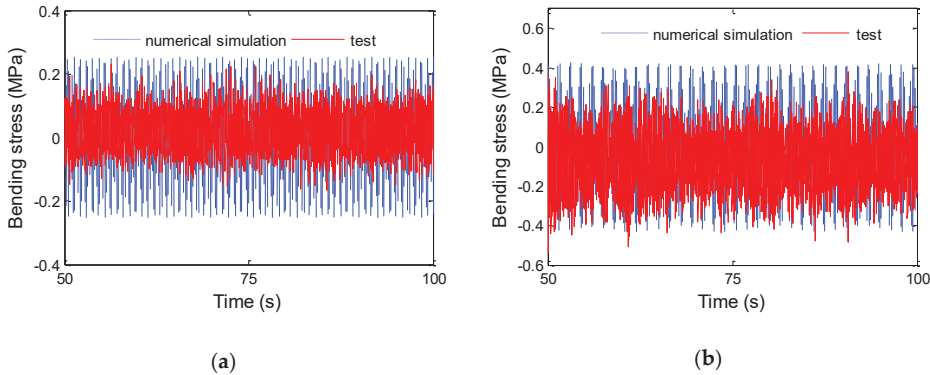 0.4
numerical simulation
test
0.2
0
-0.2
-0.4
Bending stress (MPa)
50
75
100
Time (s)
(a)
0.6
numerical simulation
test
0.4
0.2
0
-0.2
-0.4
-0.6
Bending stress (MPa)
50
75
100
Time (s)
(b)